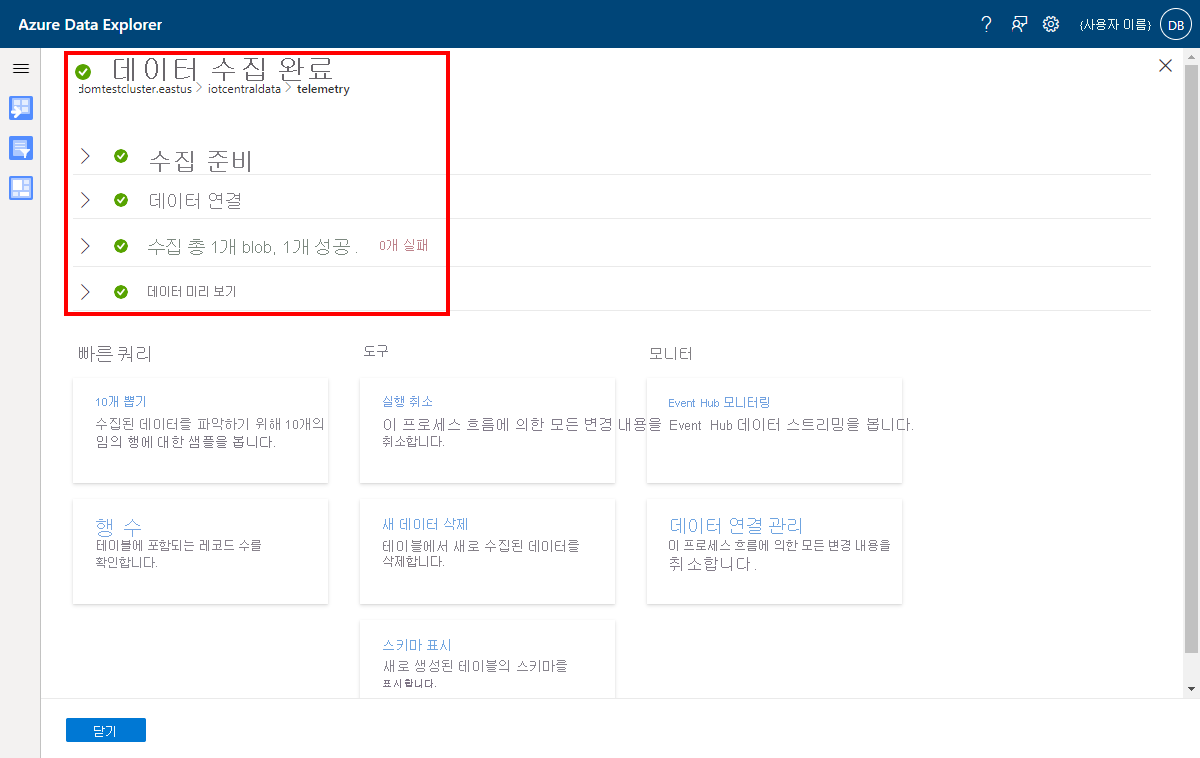 Azure Data Explorer
? {사용자 이름} DB
데이터 수집 완료
domtestcluster.eastus > iotcentraldata > telemetry
수집 준비
데이터 연결
수집 총 1개 blob, 1개 성공. 0개 실패
데이터 미리 보기
빠른 쿼리
10개 뽑기
수집된 데이터를 파악하기 위해 10개의
임의 행에 대한 샘플을 봅니다.
행 수
테이블에 포함되는 레코드 수를
확인합니다.
도구
실행 취소
이 프로세스 흐름에 의한 모든 변경 내용을
취소합니다.
새 데이터 삭제
테이블에서 새로 수집된 데이터를
삭제합니다.
스키마 표시
새로 생성된 테이블의 스키마를
표시합니다.
모니터
Event Hub 모니터링
Event Hub 데이터 스트리밍을 봅니다.
데이터 연결 관리
이 프로세스 흐름에 의한 모든 변경 내용을
취소합니다.
닫기